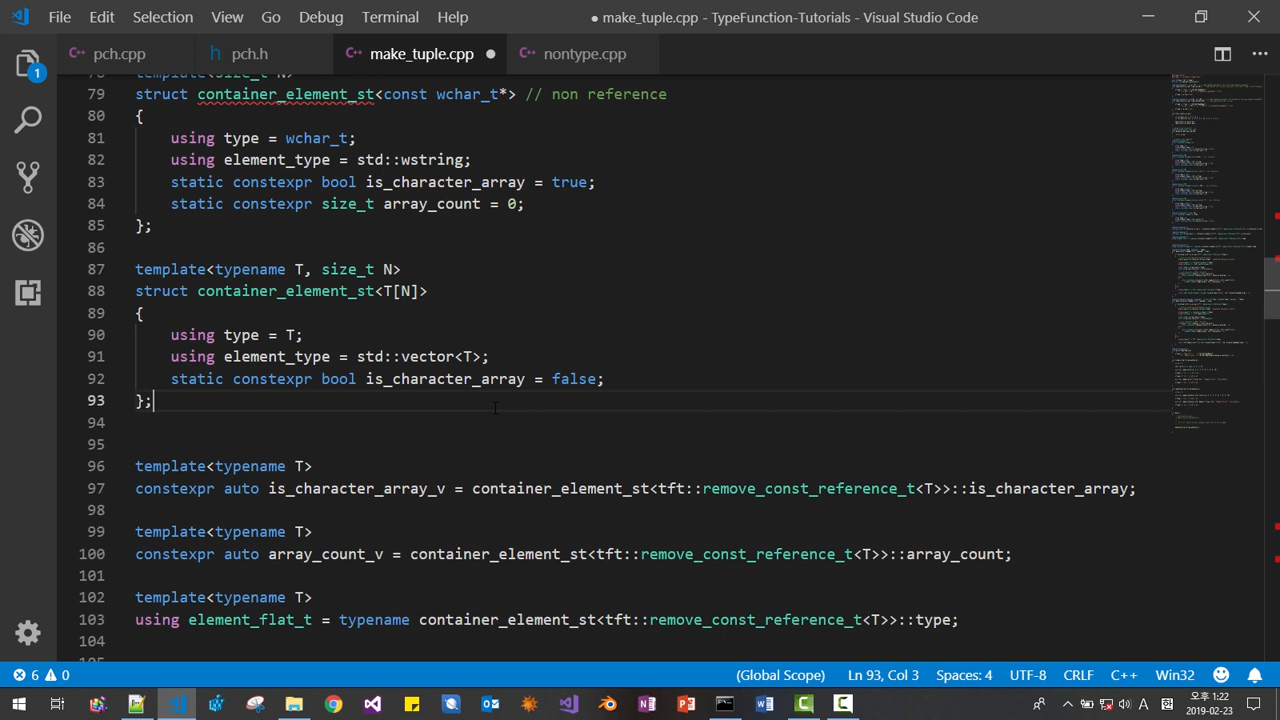 File Edit Selection View Go Debug Terminal Help ● make_tuple.cpp - TypeFunction-Tutorials - Visual Studio Code
pch.cpp pch.h make_tuple.cpp ● nontype.cpp
1
78 template<size_t N>
79 struct container_element_st<const wchar_t*> // non reference
80 {
81 using type = wchar_t;
82 using element_type = std::wstring;
83 static constexpr bool is_character_array = true;
84 static constexpr size_t array_count = 0;
85 };
86
87 template<typename T, size_t N>
88 struct container_element_st<T[N]>
89 {
90 using type = T;
91 using element_type = std::vector<T>;
92 static constexpr bool is_character_array = false;
93 };
94
95
96 template<typename T>
97 constexpr auto is_character_array_v = container_element_st<tft::remove_const_reference_t<T>>::is_character_array;
98
99 template<typename T>
100 constexpr auto array_count_v = container_element_st<tft::remove_const_reference_t<T>>::array_count;
101
102 template<typename T>
103 using element_flat_t = typename container_element_st<tft::remove_const_reference_t<T>>::type;
104
105
6 0 (Global Scope) Ln 93, Col 3 Spaces: 4 UTF-8 CRLF C++ Win32
A 오후 1:22
2019-02-23